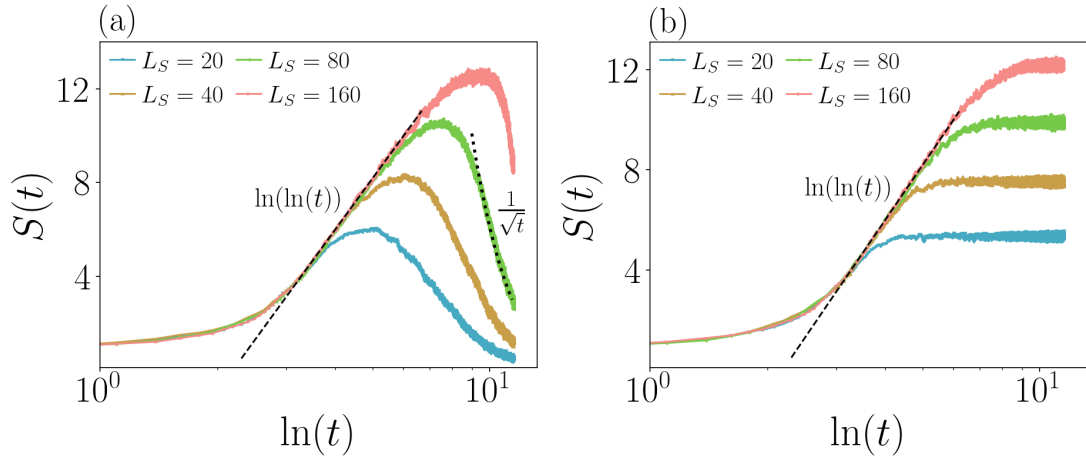 (a)
L_S = 20
L_S = 80
L_S = 40
L_S = 160
12
8
4
S(t)
ln(ln(t))
1/√t
10^0
10^1
ln(t)
(b)
L_S = 20
L_S = 80
L_S = 40
L_S = 160
12
8
4
S(t)
ln(ln(t))
10^0
10^1
ln(t)